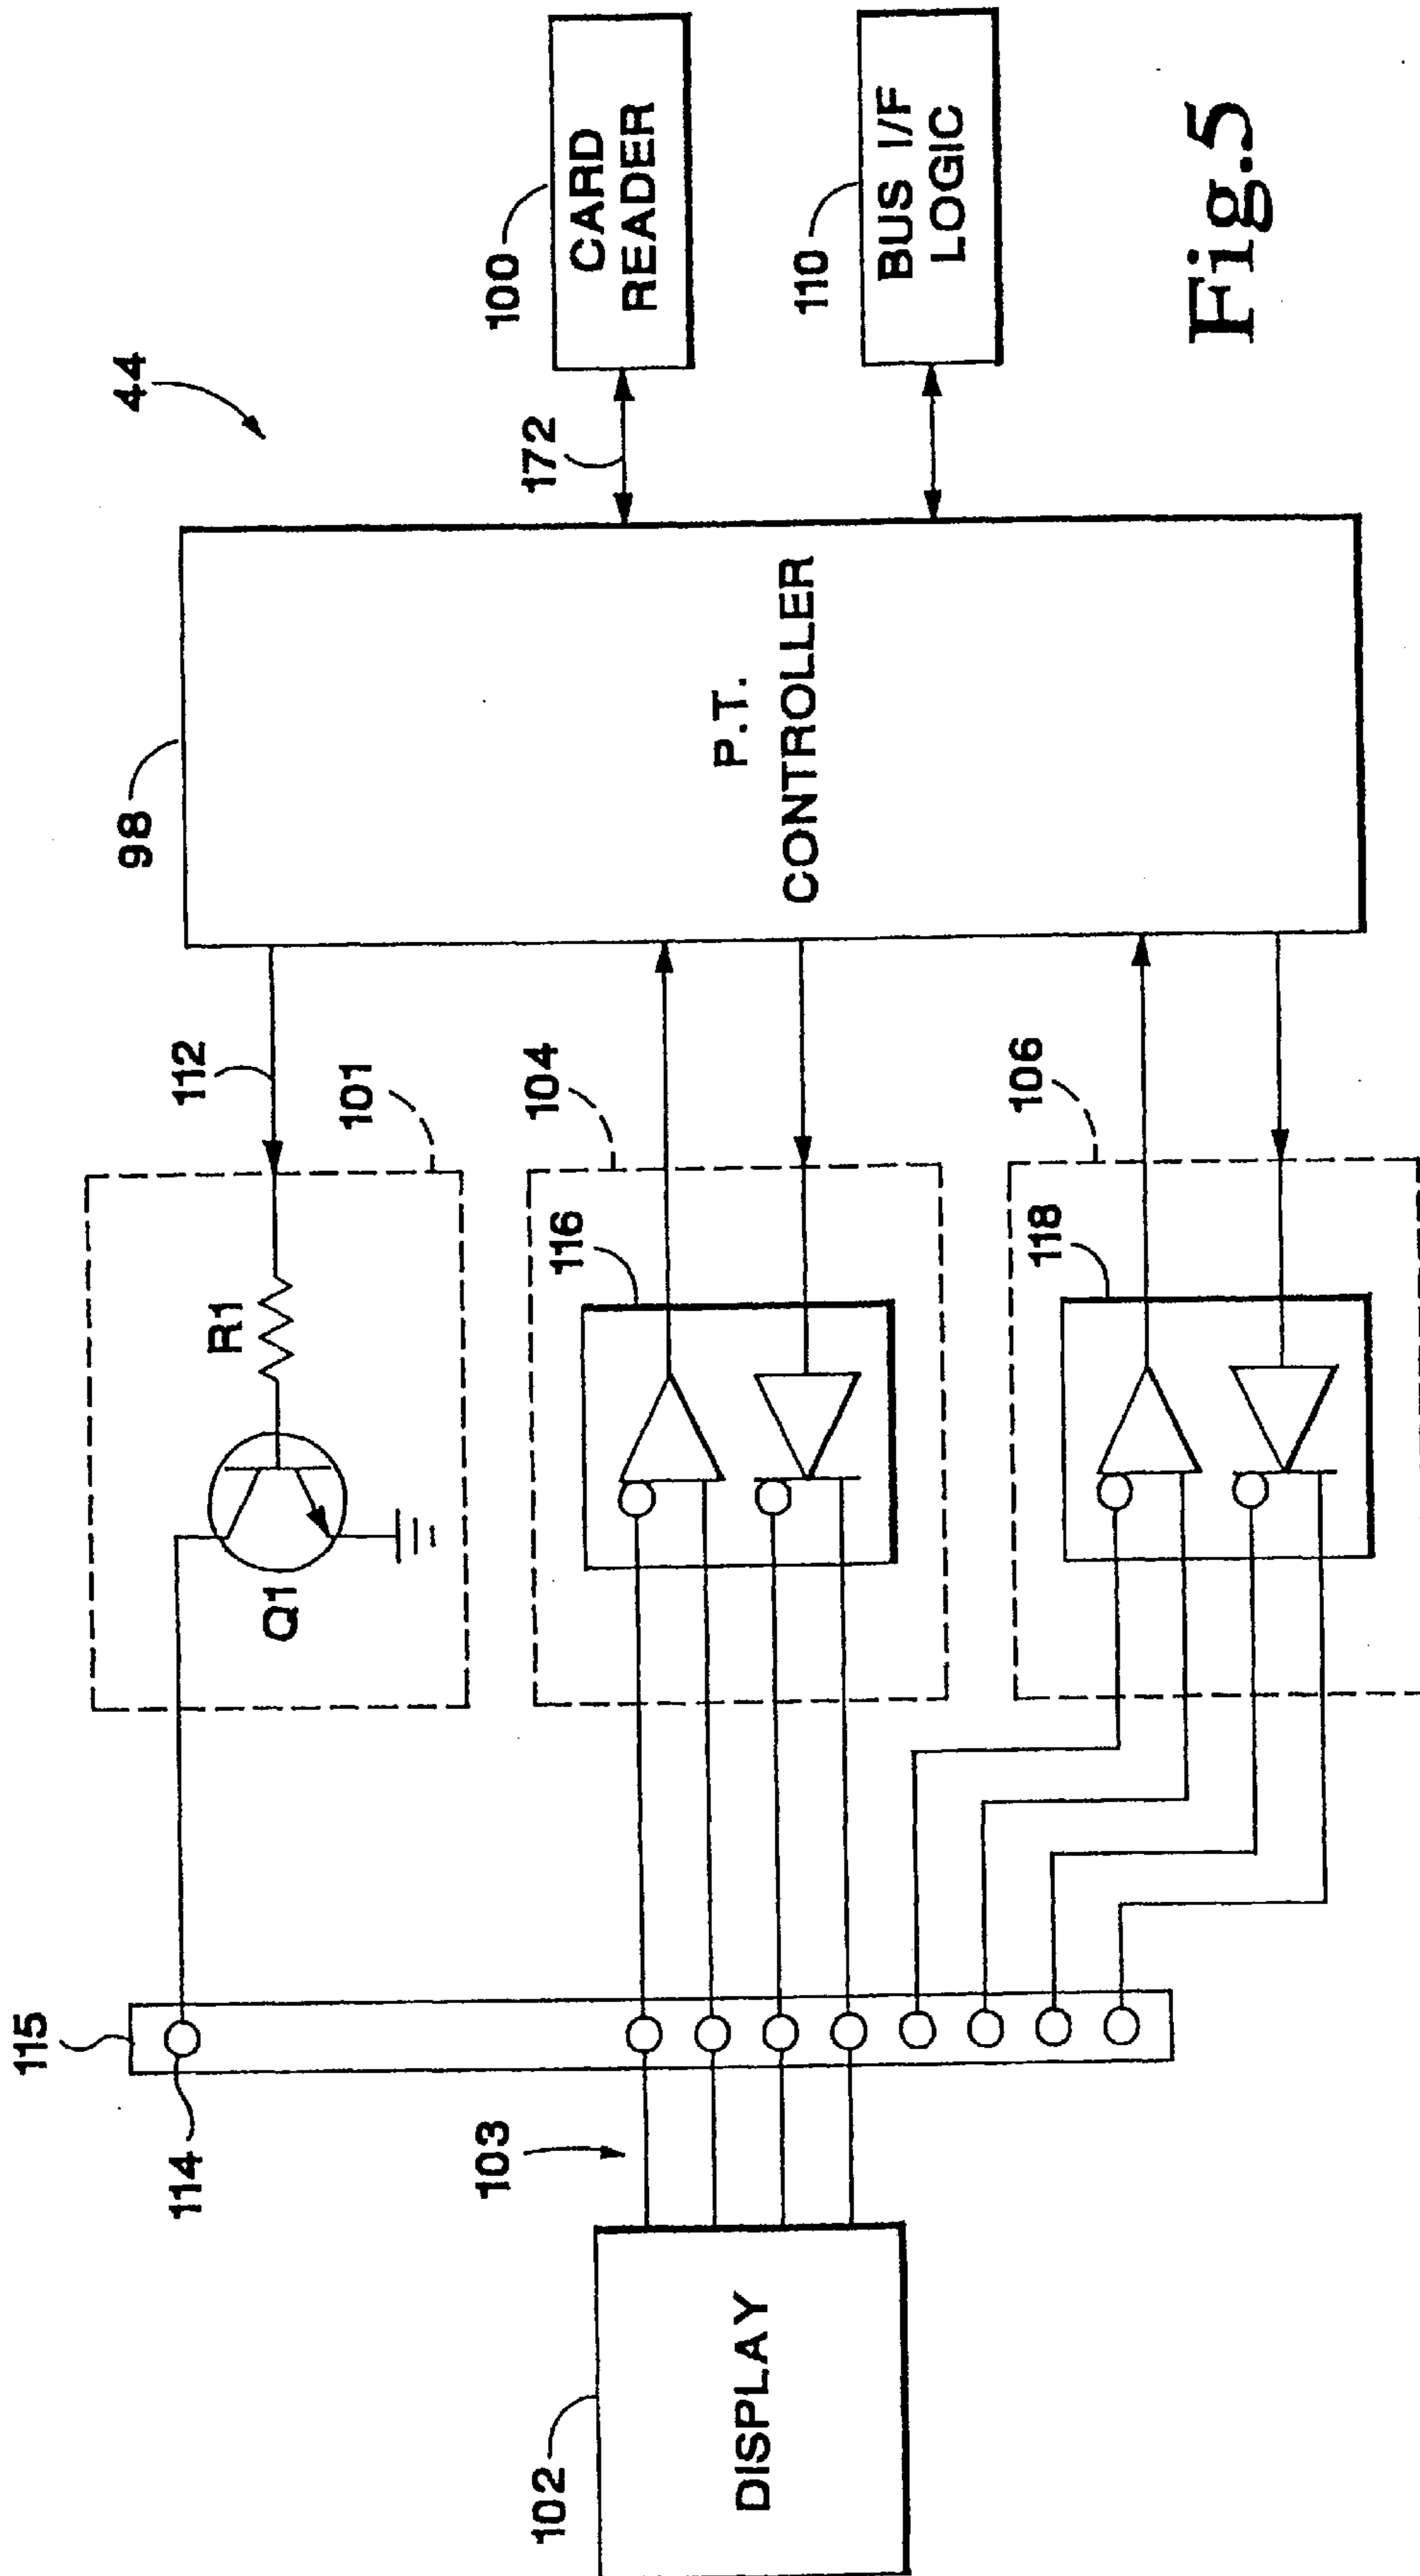 44
98
P.T.
CONTROLLER
100
CARD
READER
172
110
BUS I/F
LOGIC
112
101
R1
Q1
104
116
106
118
115
114
103
102
DISPLAY
Fig.5